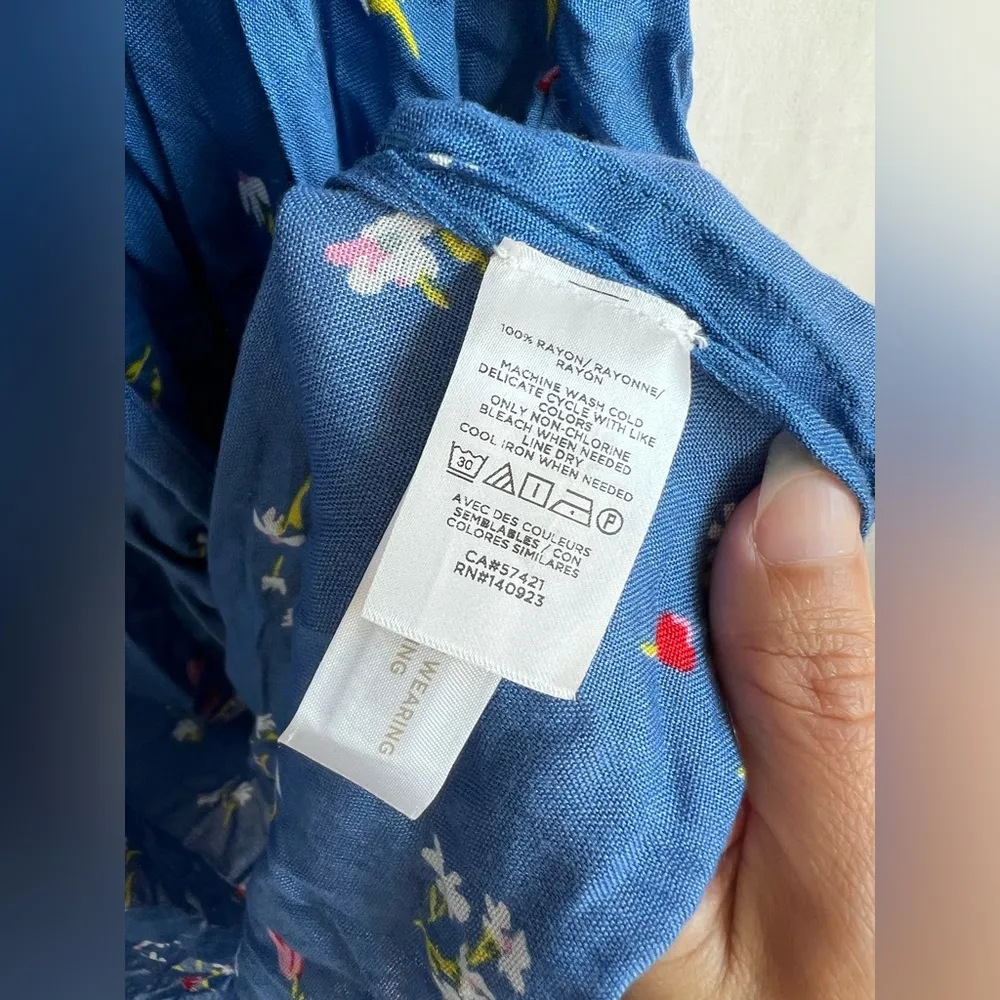 100% RAYON/RAYONNE/
RAYÓN
MACHINE WASH COLD
DELICATE CYCLE WITH LIKE
COLORS
ONLY NON-CHLORINE
BLEACH WHEN NEEDED
LINE DRY
COOL IRON WHEN NEEDED
30
P
AVEC DES COULEURS
SEMBLABLES / CON
COLORES SIMILARES
CA#57421
RN#140923
WEARING